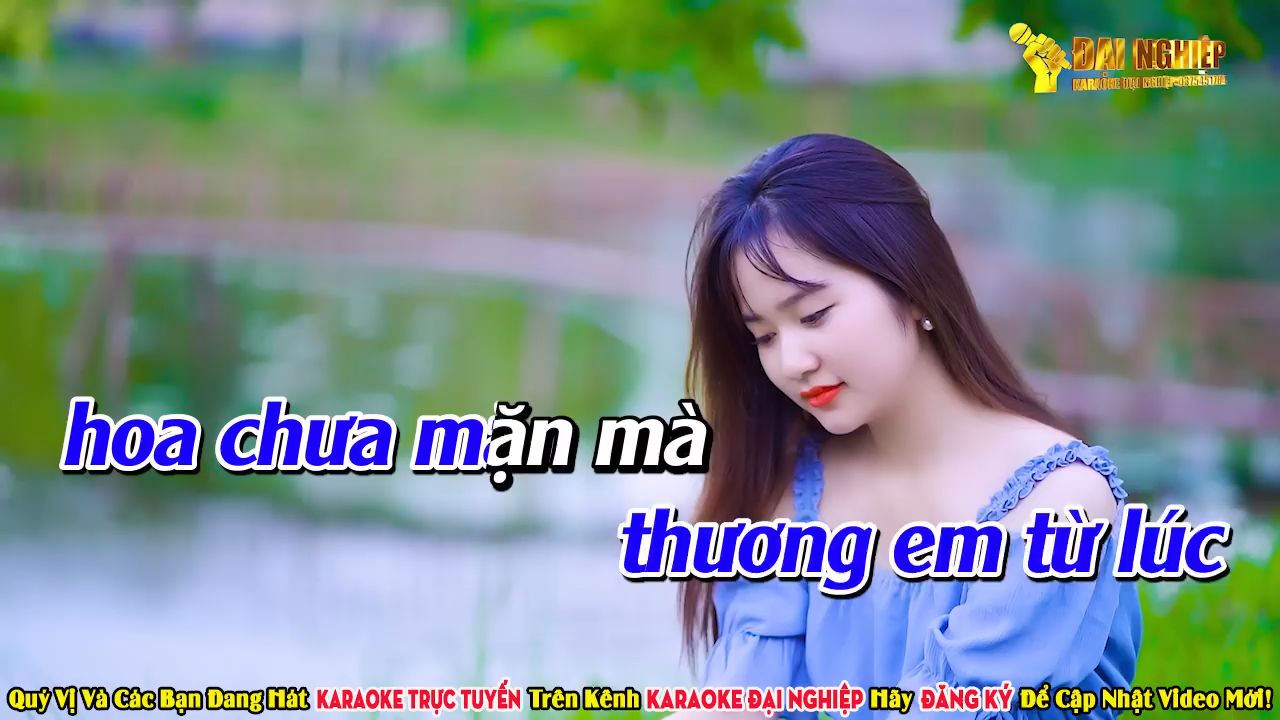 ĐẠI NGHIỆP
hoa chưa mặn mà
thương em từ lúc
Quý Vị Và Các Bạn Đang Hát KARAOKE TRỰC TUYẾN Trên Kênh KARAOKE ĐẠI NGHIỆP Hãy ĐĂNG KÝ Để Cập Nhật Video Mới!